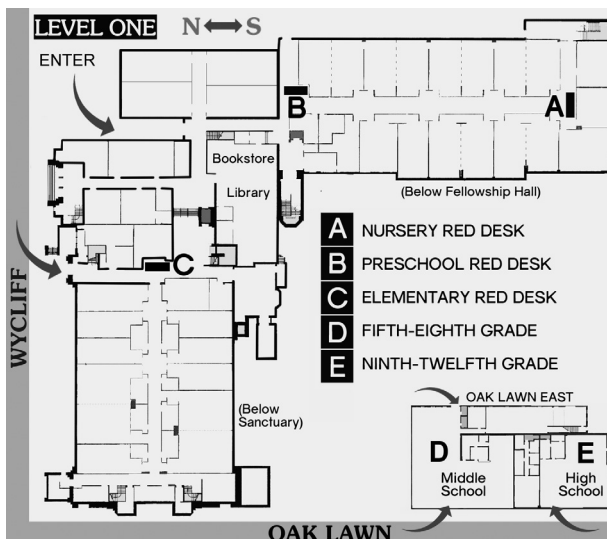 LEVEL ONE
N S
ENTER
B
A
Bookstore
Library
(Below Fellowship Hall)
C
WYCLIFF
A NURSERY RED DESK
B PRESCHOOL RED DESK
C ELEMENTARY RED DESK
D FIFTH-EIGHTH GRADE
E NINTH-TWELFTH GRADE
(Below
Sanctuary)
OAK LAWN EAST
D
Middle
School
E
High
School
OAK LAWN